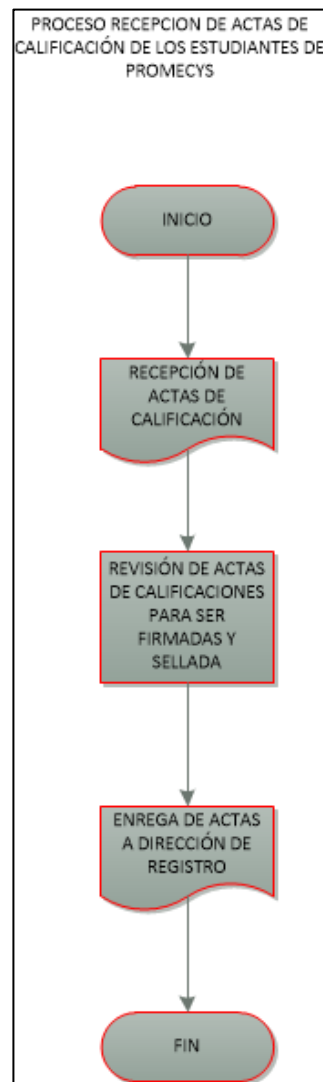 PROCESO RECEPCION DE ACTAS DE
CALIFICACIÓN DE LOS ESTUDIANTES DE
PROMECYS
INICIO
RECEPCIÓN DE
ACTAS DE
CALIFICACIÓN
REVISIÓN DE ACTAS
DE CALIFICACIONES
PARA SER
FIRMADAS Y
SELLADA
ENREGA DE ACTAS
A DIRECCIÓN DE
REGISTRO
FIN